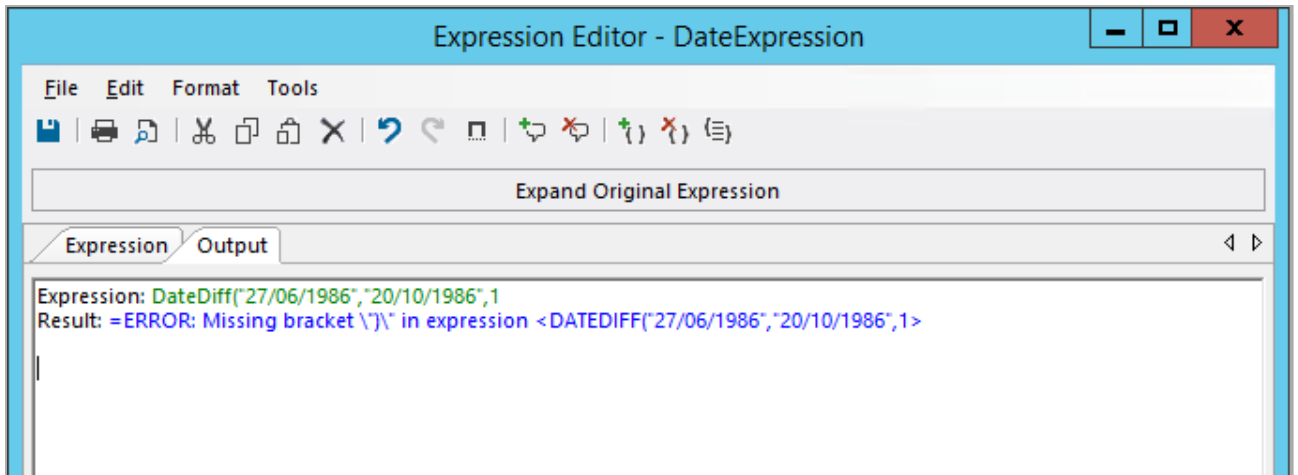 Expression Editor - DateExpression
File Edit Format Tools
Expand Original Expression
Expression Output
Expression: DateDiff("27/06/1986","20/10/1986",1
Result: =ERROR: Missing bracket \")\" in expression <DATEDIFF("27/06/1986","20/10/1986",1>